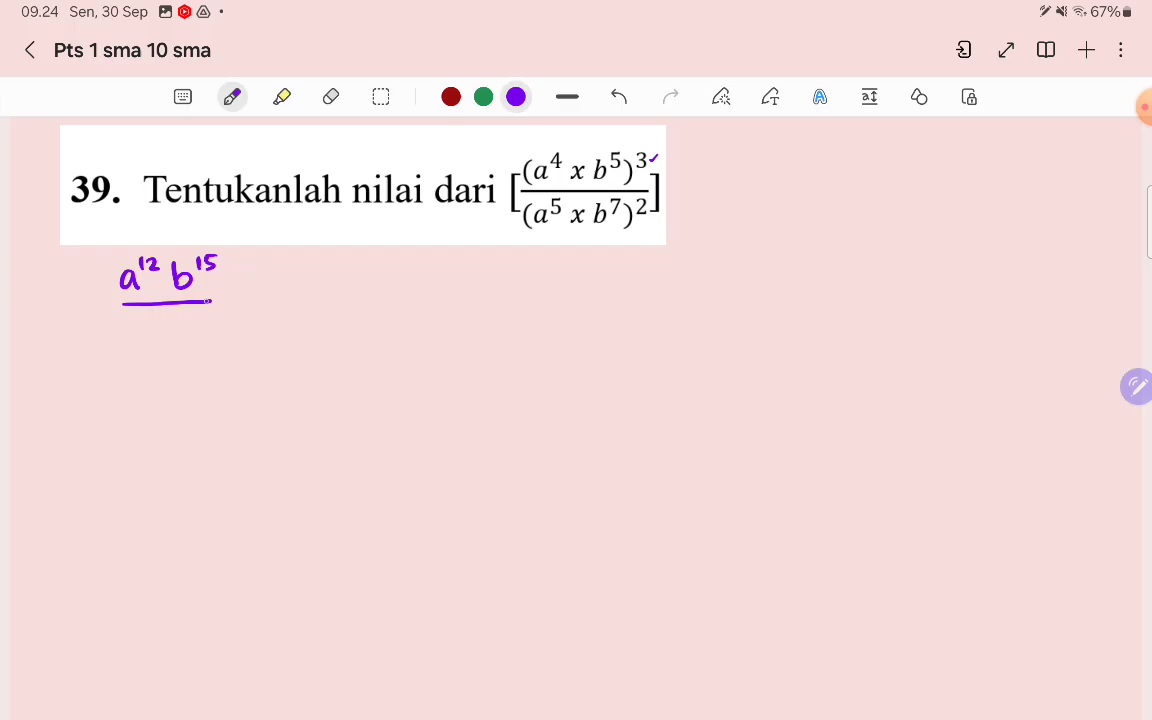 09.24 Sen, 30 Sep 67%
Pts 1 sma 10 sma
39. Tentukanlah nilai dari [(a⁴ x b⁵)³ / (a⁵ x b⁷)²]
a¹² b¹⁵